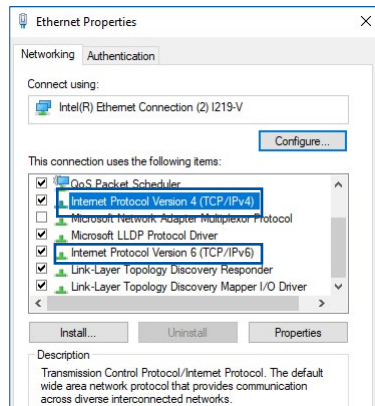 Ethernet Properties
Networking Authentication
Connect using:
Intel(R) Ethernet Connection (2) I219-V
Configure...
This connection uses the following items:
QoS Packet Scheduler
Internet Protocol Version 4 (TCP/IPv4)
Microsoft Network Adapter Multiplexor Protocol
Microsoft LLDP Protocol Driver
Internet Protocol Version 6 (TCP/IPv6)
Link-Layer Topology Discovery Responder
Link-Layer Topology Discovery Mapper I/O Driver
Install... Uninstall Properties
Description
Transmission Control Protocol/Internet Protocol. The default
wide area network protocol that provides communication
across diverse interconnected networks.